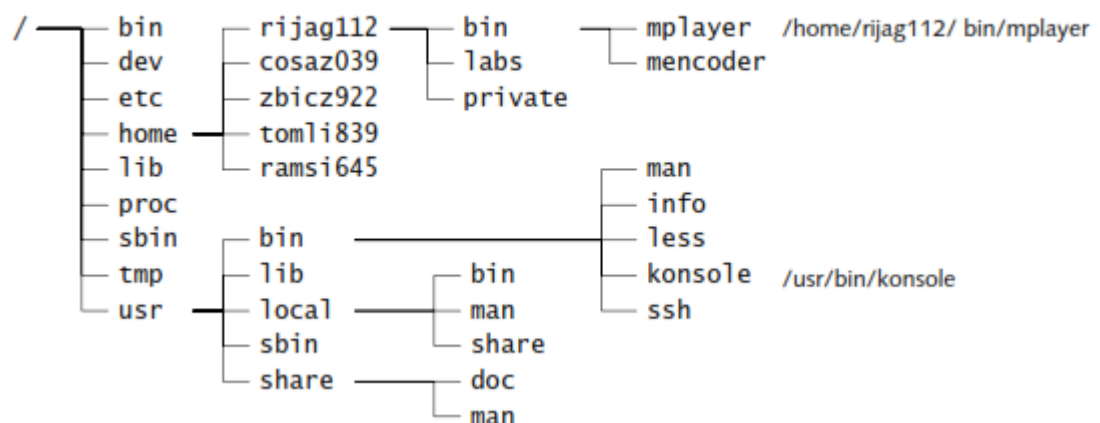 / bin rijag112 bin mplayer /home/rijag112/ bin/mplayer
dev cosaz039 labs mencoder
etc zbicz922 private
home tomli839
lib ramsi645 man
proc info
sbin bin less
tmp lib bin konsole /usr/bin/konsole
usr local man ssh
sbin share
share doc
man